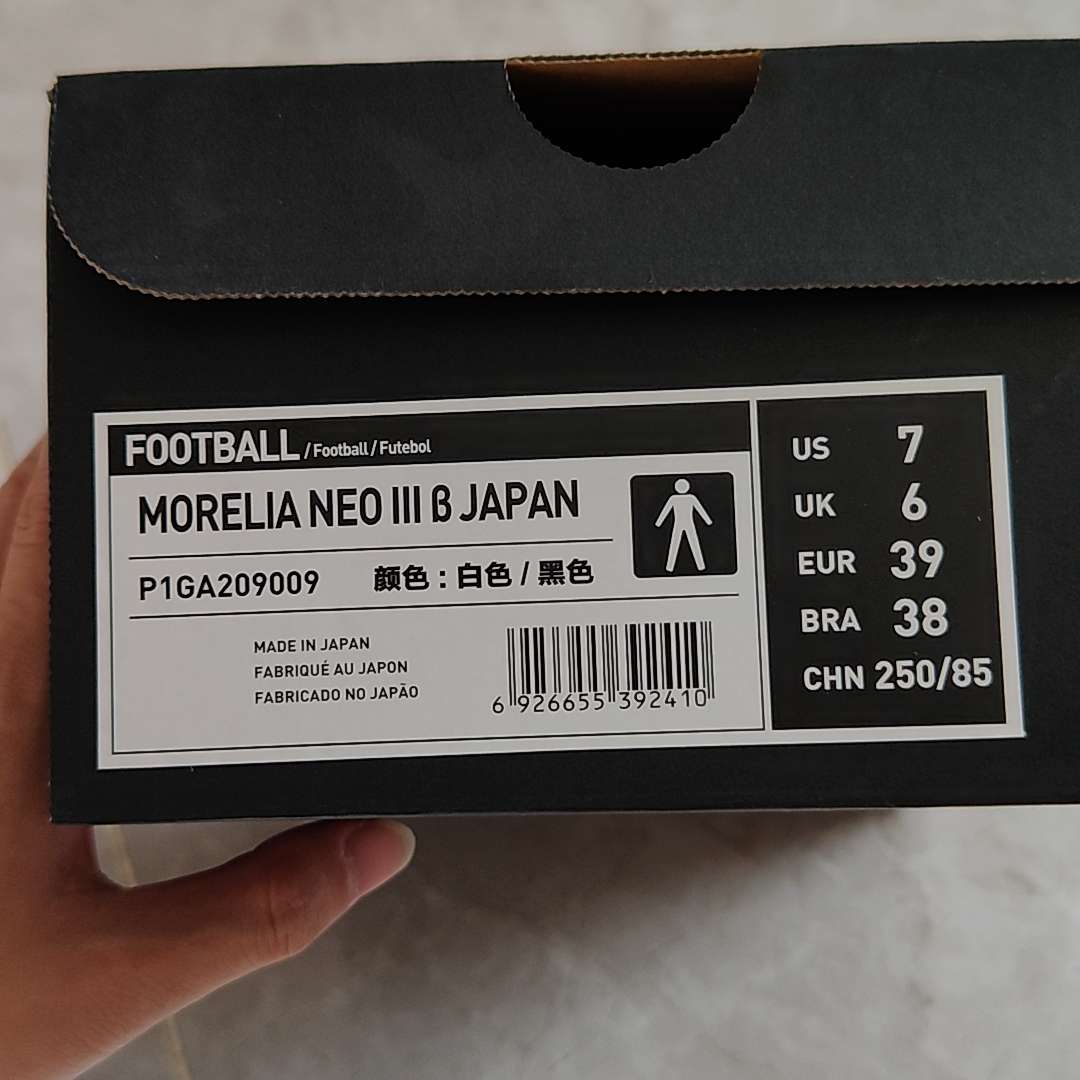 FOOTBALL / Football / Futebol
MORELIA NEO III β JAPAN
P1GA209009 颜色 : 白色 / 黑色
MADE IN JAPAN
FABRIQUÉ AU JAPON
FABRICADO NO JAPÃO
6 926655 392410
US 7
UK 6
EUR 39
BRA 38
CHN 250/85